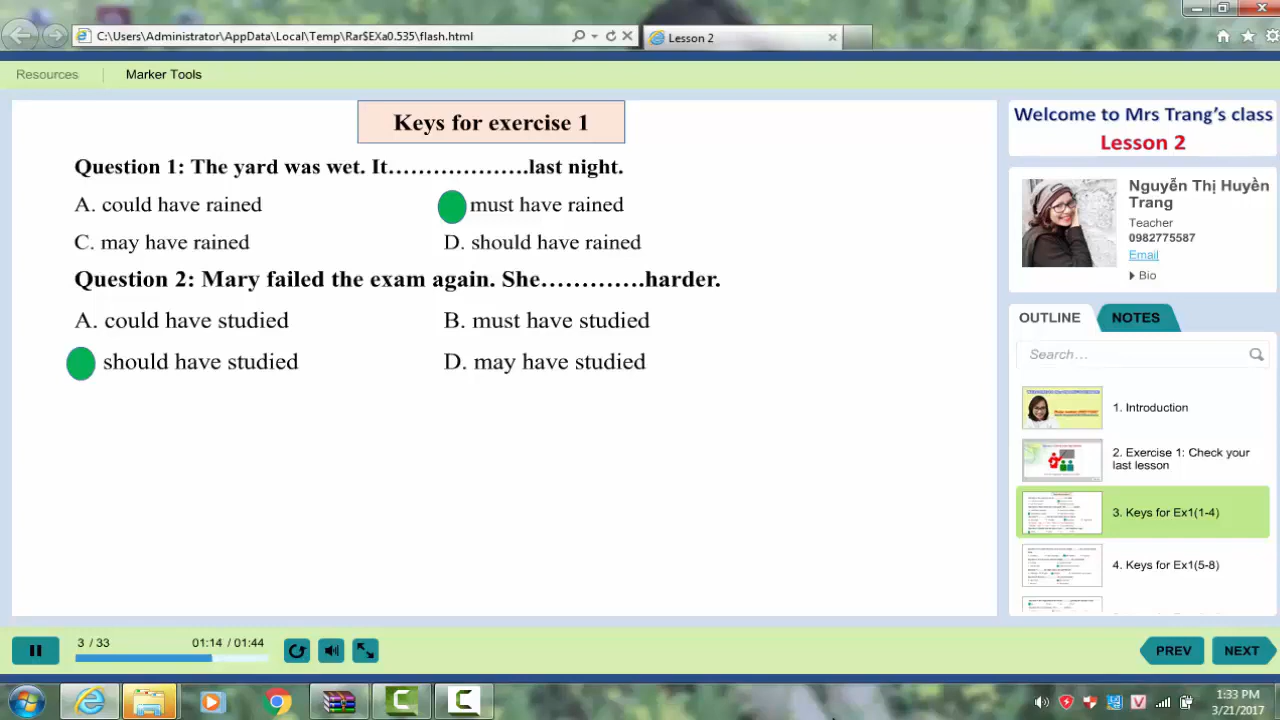 C:\Users\Administrator\AppData\Local\Temp\Rar$EXa0.535\flash.html
Lesson 2
Resources
Marker Tools
Keys for exercise 1
Question 1: The yard was wet. It……………….last night.
A. could have rained
must have rained
C. may have rained
D. should have rained
Question 2: Mary failed the exam again. She………….harder.
A. could have studied
B. must have studied
should have studied
D. may have studied
Welcome to Mrs Trang's class
Lesson 2
Nguyễn Thị Huyền
Trang
Teacher
0982775587
Email
Bio
OUTLINE
NOTES
Search…
1. Introduction
2. Exercise 1: Check your
last lesson
3. Keys for Ex1(1-4)
4. Keys for Ex1(5-8)
3 / 33
01:14 / 01:44
PREV
NEXT
1:33 PM
3/21/2017